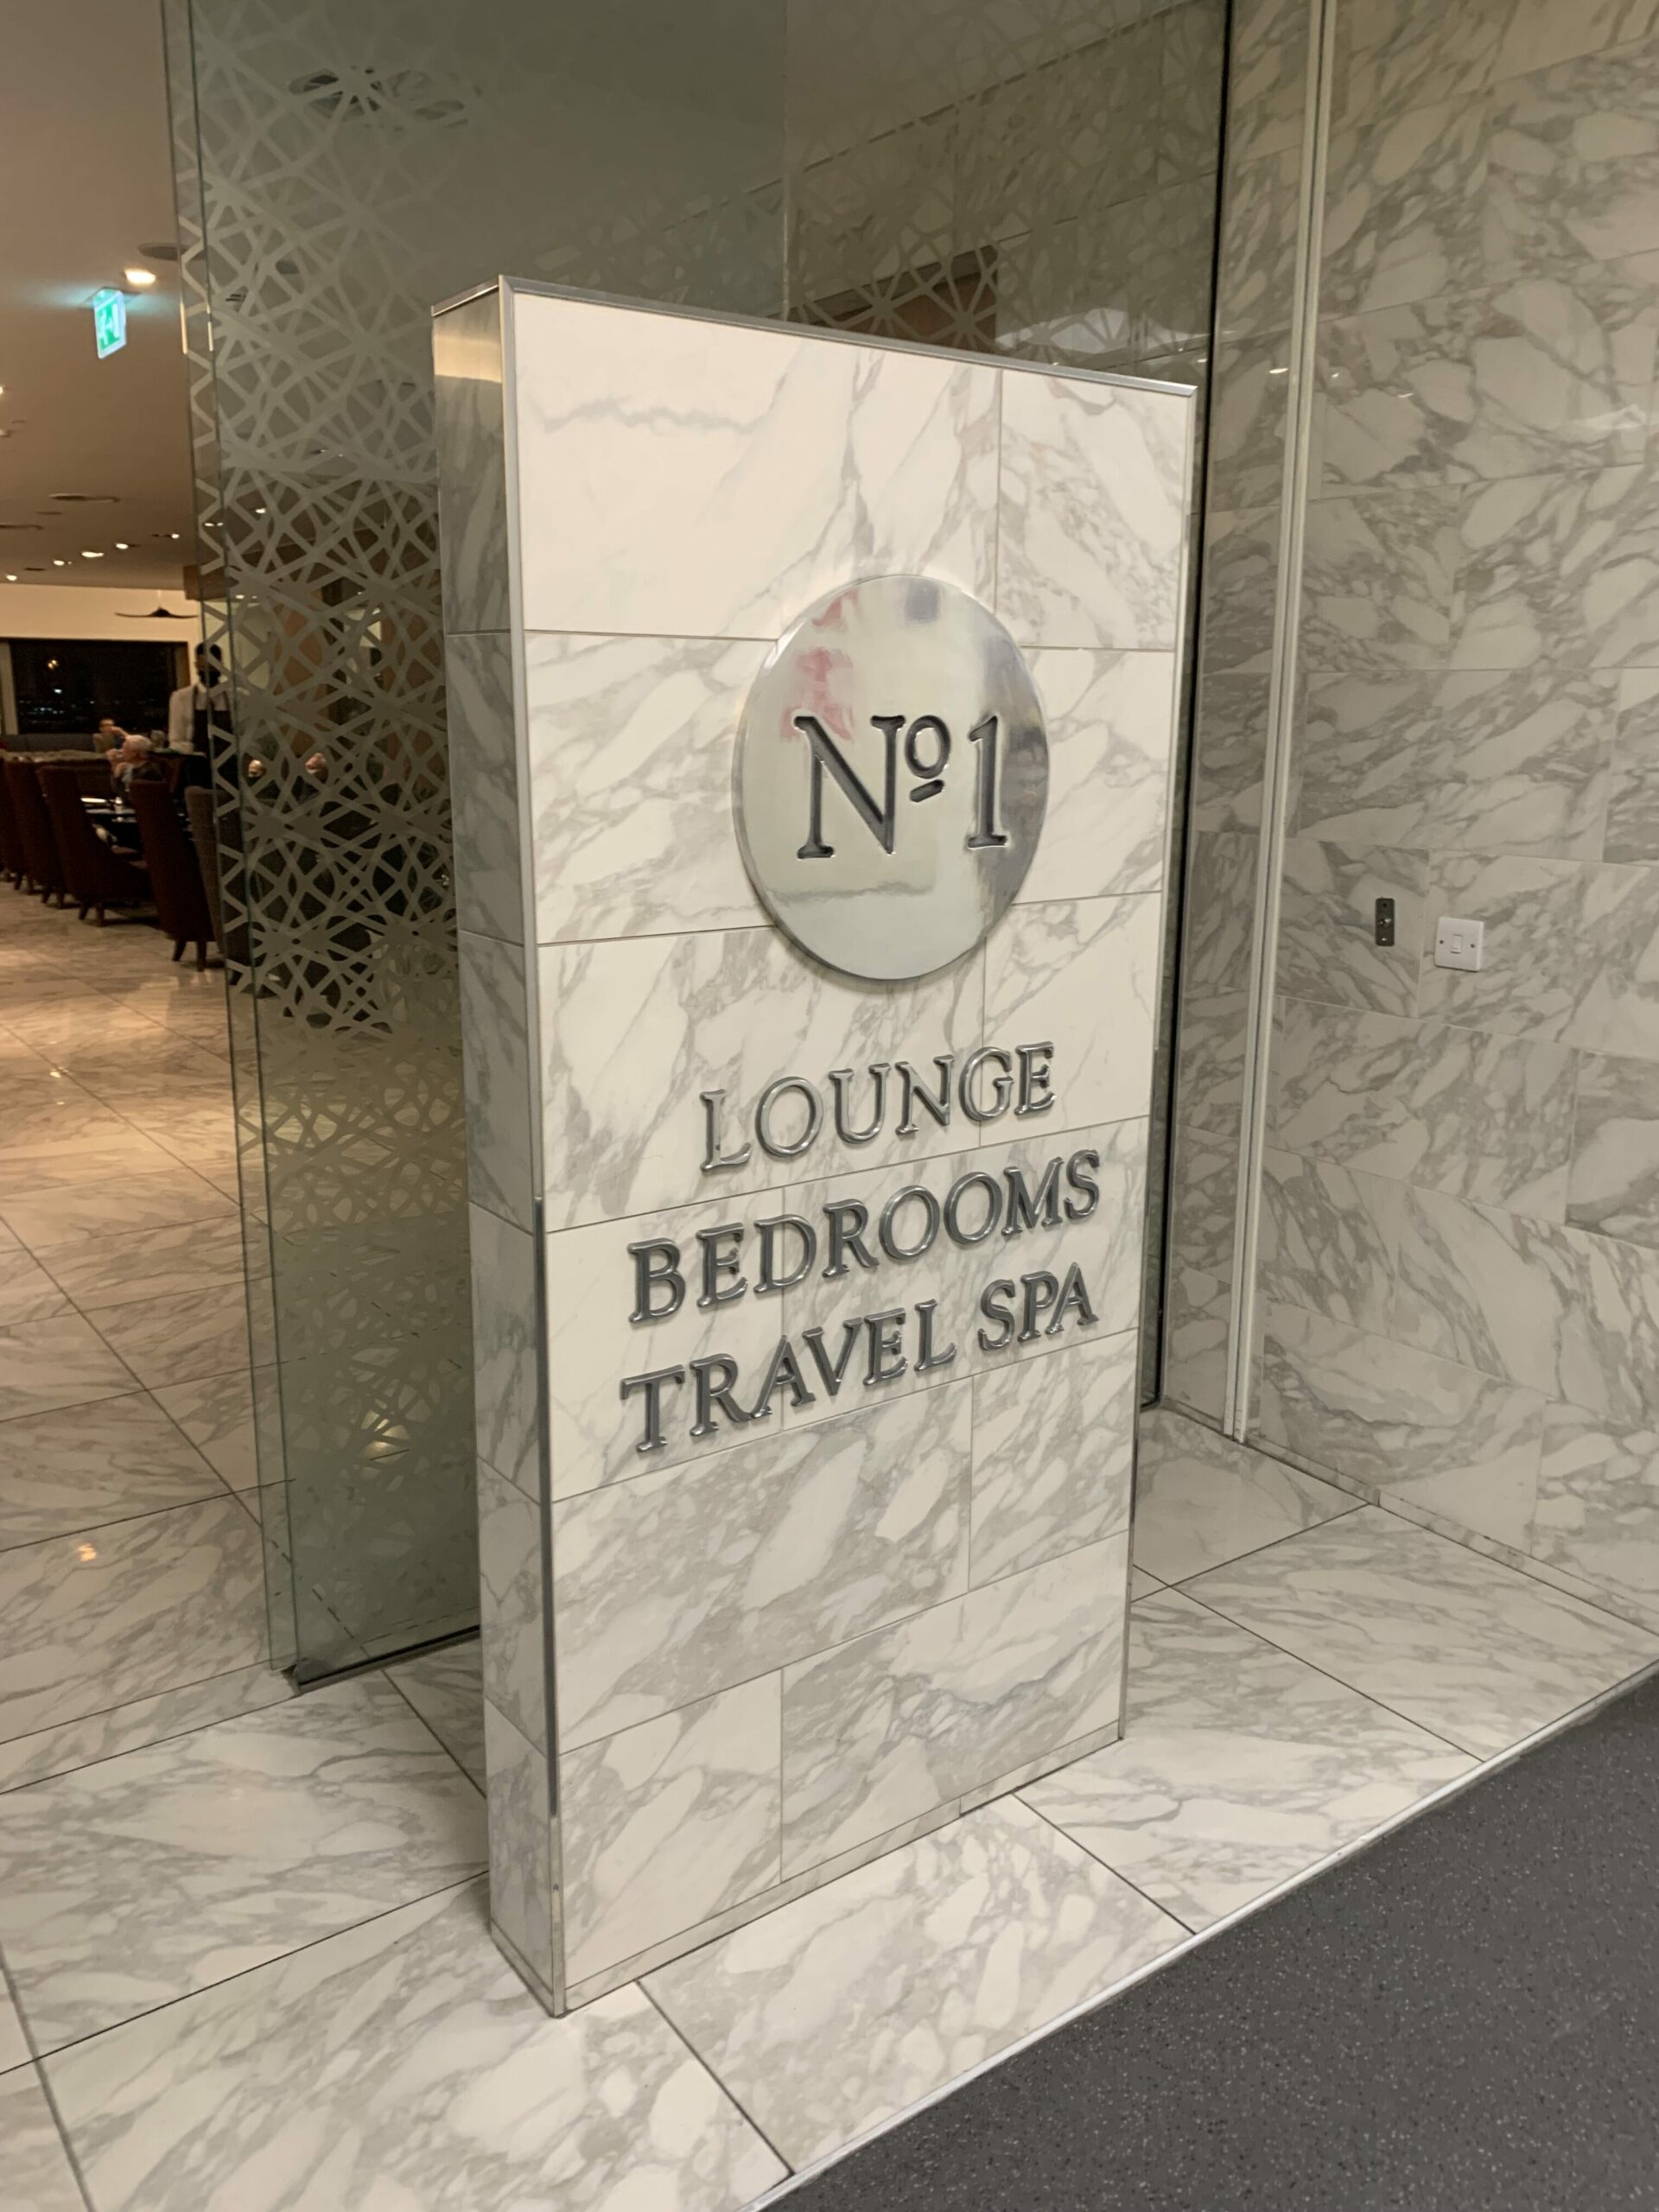 Nº1
LOUNGE
BEDROOMS
TRAVEL SPA